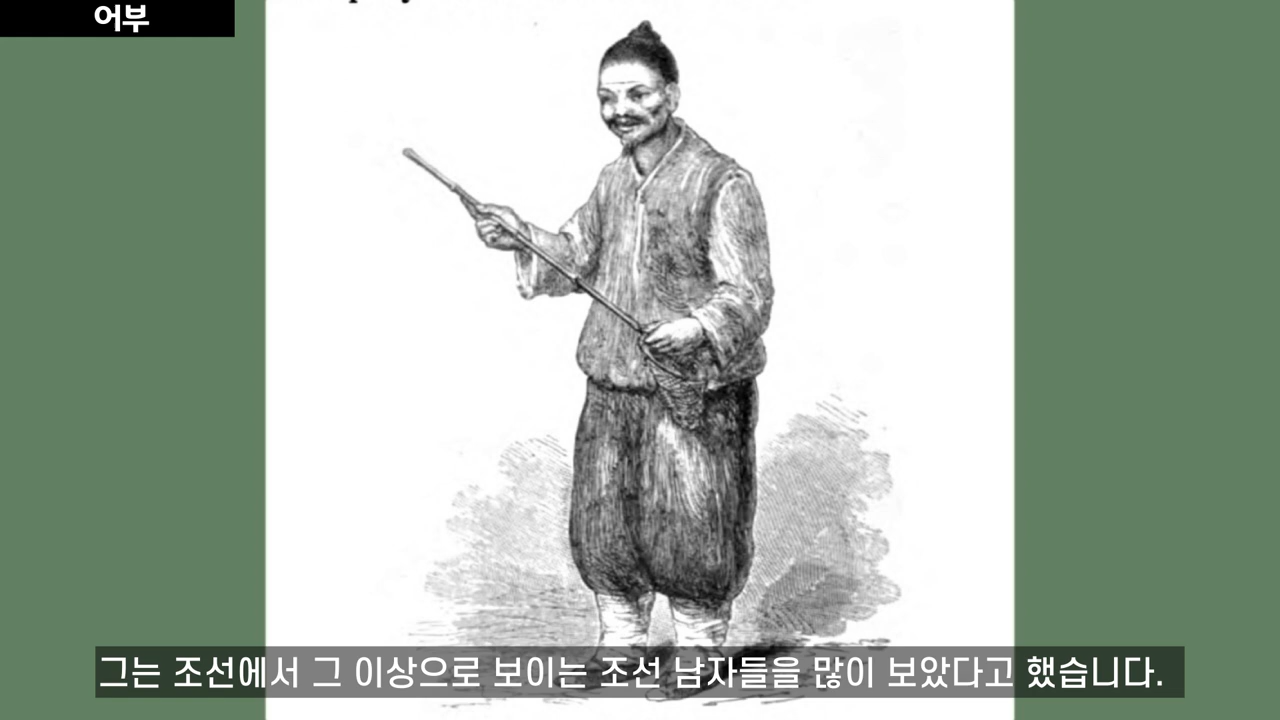 어부
그는 조선에서 그 이상으로 보이는 조선 남자들을 많이 보았다고 했습니다.